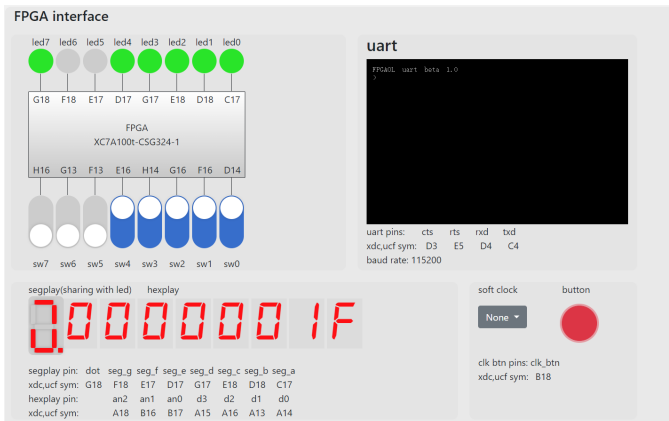 FPGA interface
led7 led6 led5 led4 led3 led2 led1 led0
G18 F18 E17 D17 G17 E18 D18 C17
FPGA
XC7A100t-CSG324-1
H16 G13 F13 E16 H14 G16 F16 D14
sw7 sw6 sw5 sw4 sw3 sw2 sw1 sw0
uart
FPGAOL uart beta 1.0
>
uart pins: cts rts rxd txd
xdc,ucf sym: D3 E5 D4 C4
baud rate: 115200
segplay(sharing with led) hexplay
0000001F
segplay pin: dot seg_g seg_f seg_e seg_d seg_c seg_b seg_a
xdc,ucf sym: G18 F18 E17 D17 G17 E18 D18 C17
hexplay pin: an2 an1 an0 d3 d2 d1 d0
xdc,ucf sym: A18 B16 B17 A15 A16 A13 A14
soft clock button
None
clk btn pins: clk_btn
xdc,ucf sym: B18